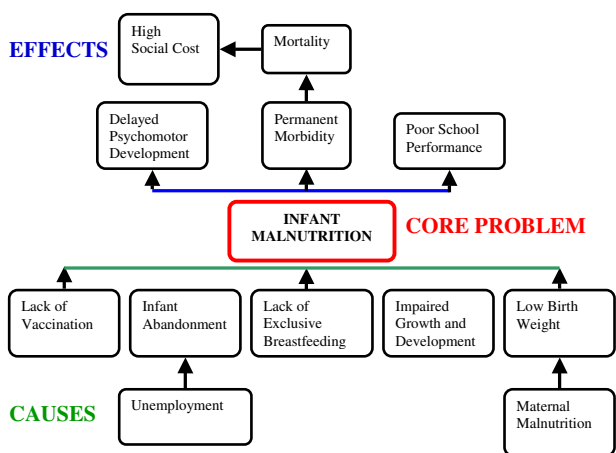 High
Social Cost
Mortality
EFFECTS
Delayed
Psychomotor
Development
Permanent
Morbidity
Poor School
Performance
INFANT
MALNUTRITION
CORE PROBLEM
Lack of
Vaccination
Infant
Abandonment
Lack of
Exclusive
Breastfeeding
Impaired
Growth and
Development
Low Birth
Weight
CAUSES
Unemployment
Maternal
Malnutrition